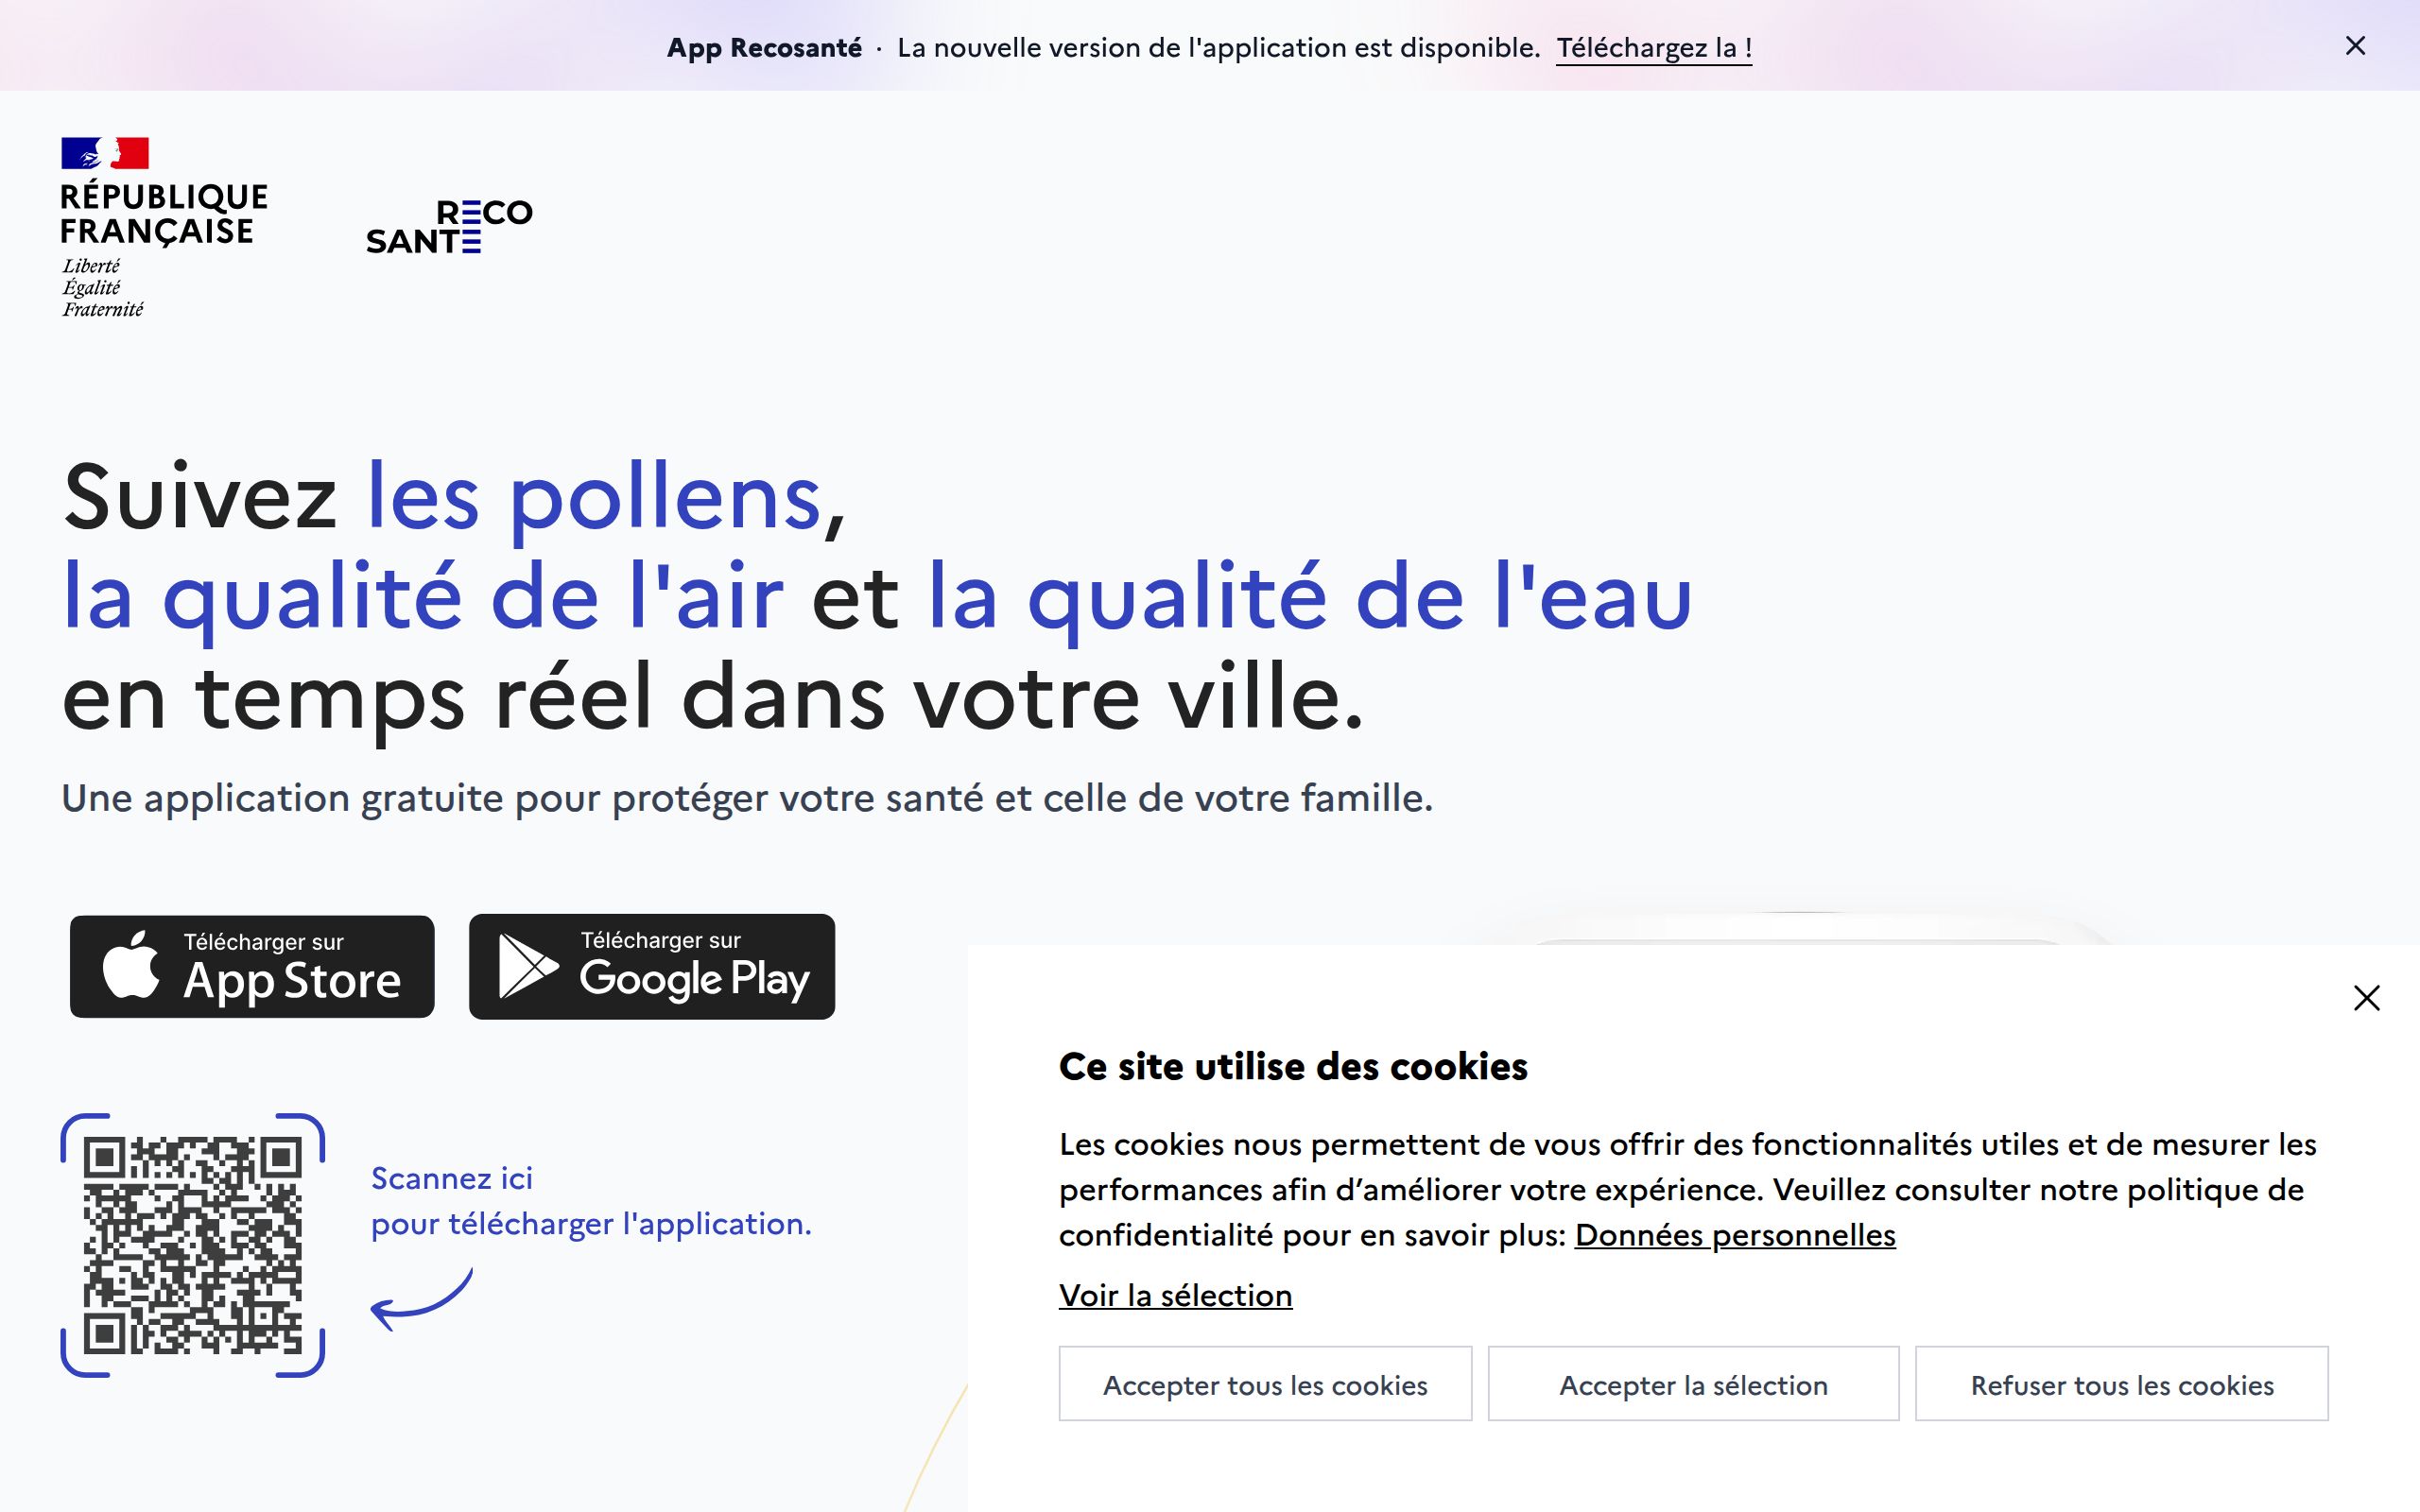 App Recosanté · La nouvelle version de l'application est disponible. Téléchargez la !
RÉPUBLIQUE
FRANÇAISE
Liberté
Égalité
Fraternité
RECO
SANTE
Suivez les pollens,
la qualité de l'air et la qualité de l'eau
en temps réel dans votre ville.
Une application gratuite pour protéger votre santé et celle de votre famille.
Télécharger sur
App Store
Télécharger sur
Google Play
Scannez ici
pour télécharger l'application.
Ce site utilise des cookies
Les cookies nous permettent de vous offrir des fonctionnalités utiles et de mesurer les
performances afin d’améliorer votre expérience. Veuillez consulter notre politique de
confidentialité pour en savoir plus: Données personnelles
Voir la sélection
Accepter tous les cookies
Accepter la sélection
Refuser tous les cookies